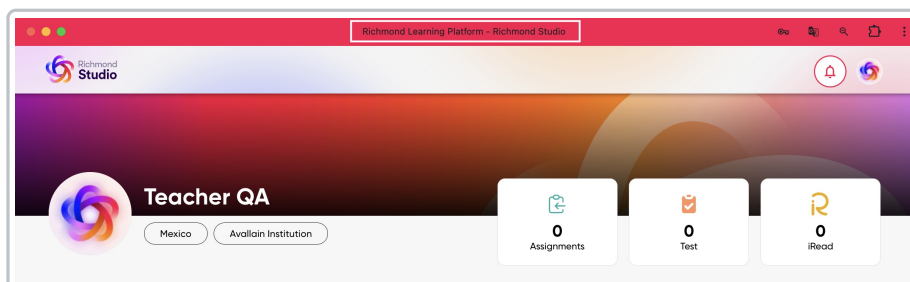 Richmond Learning Platform - Richmond Studio
Richmond
Studio
Teacher QA
Mexico
Avallain Institution
0
Assignments
0
Test
iR
0
iRead